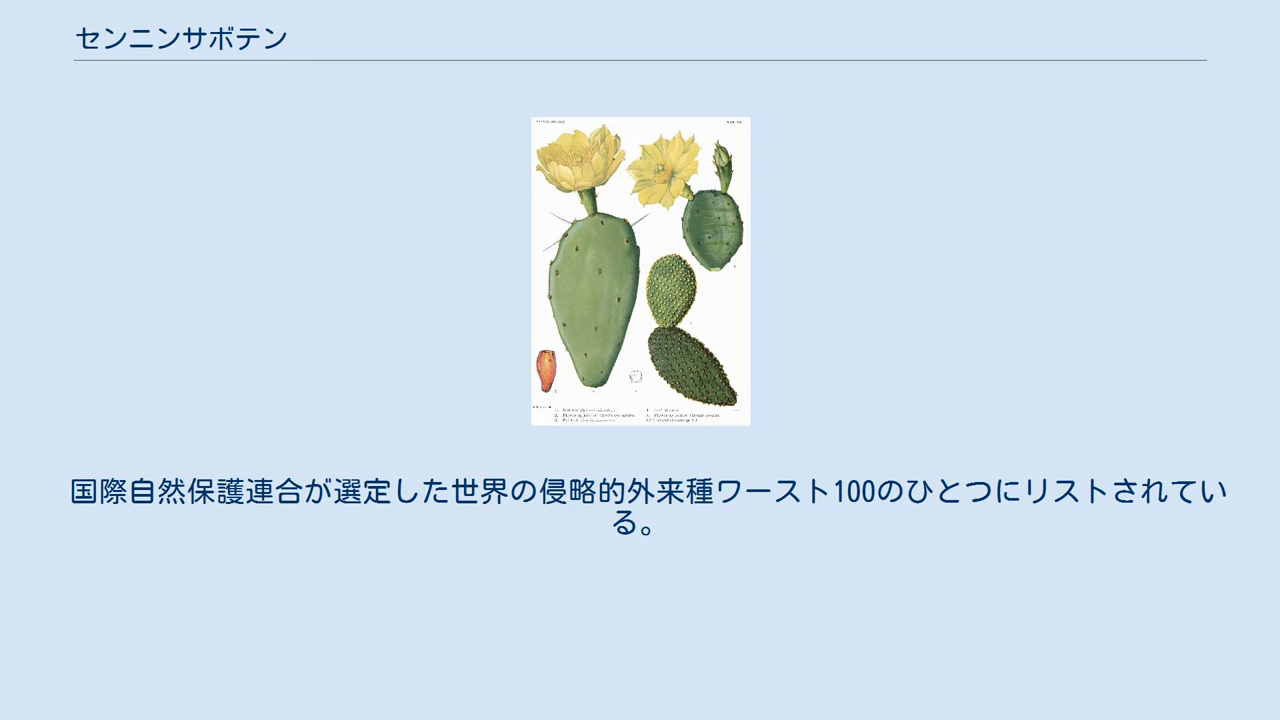 センニンサボテン
国際自然保護連合が選定した世界の侵略的外来種ワースト100のひとつにリストされてい
る。